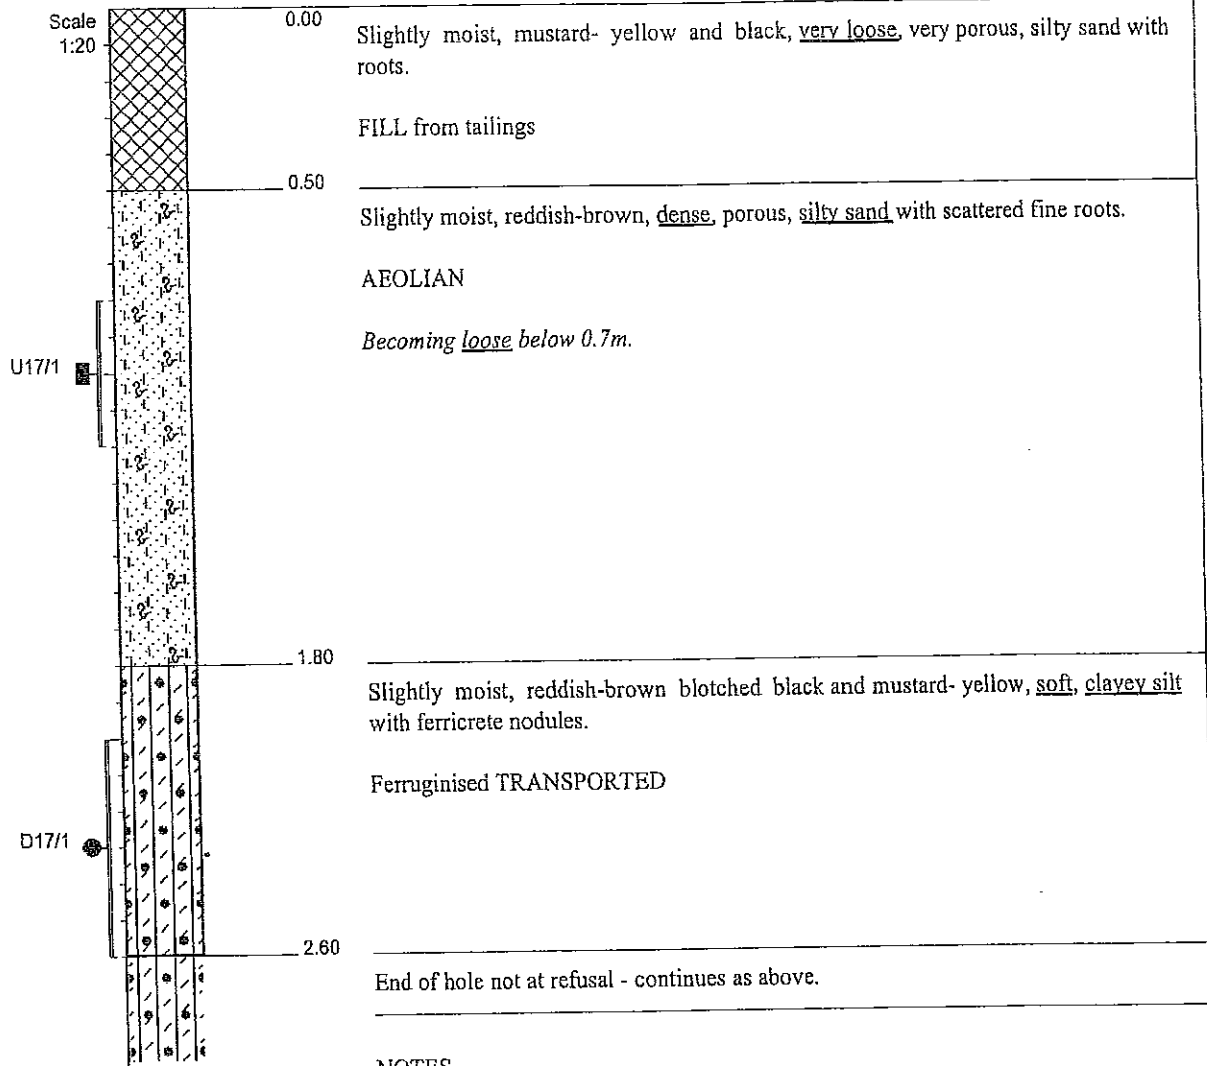 Scale
1:20
0.00
Slightly moist, mustard- yellow and black, very loose, very porous, silty sand with
roots.
FILL from tailings
0.50
Slightly moist, reddish-brown, dense, porous, silty sand with scattered fine roots.
AEOLIAN
Becoming loose below 0.7m.
U17/1
1.80
Slightly moist, reddish-brown blotched black and mustard- yellow, soft, clayey silt
with ferricrete nodules.
Ferruginised TRANSPORTED
D17/1
2.60
End of hole not at refusal - continues as above.
NOTES